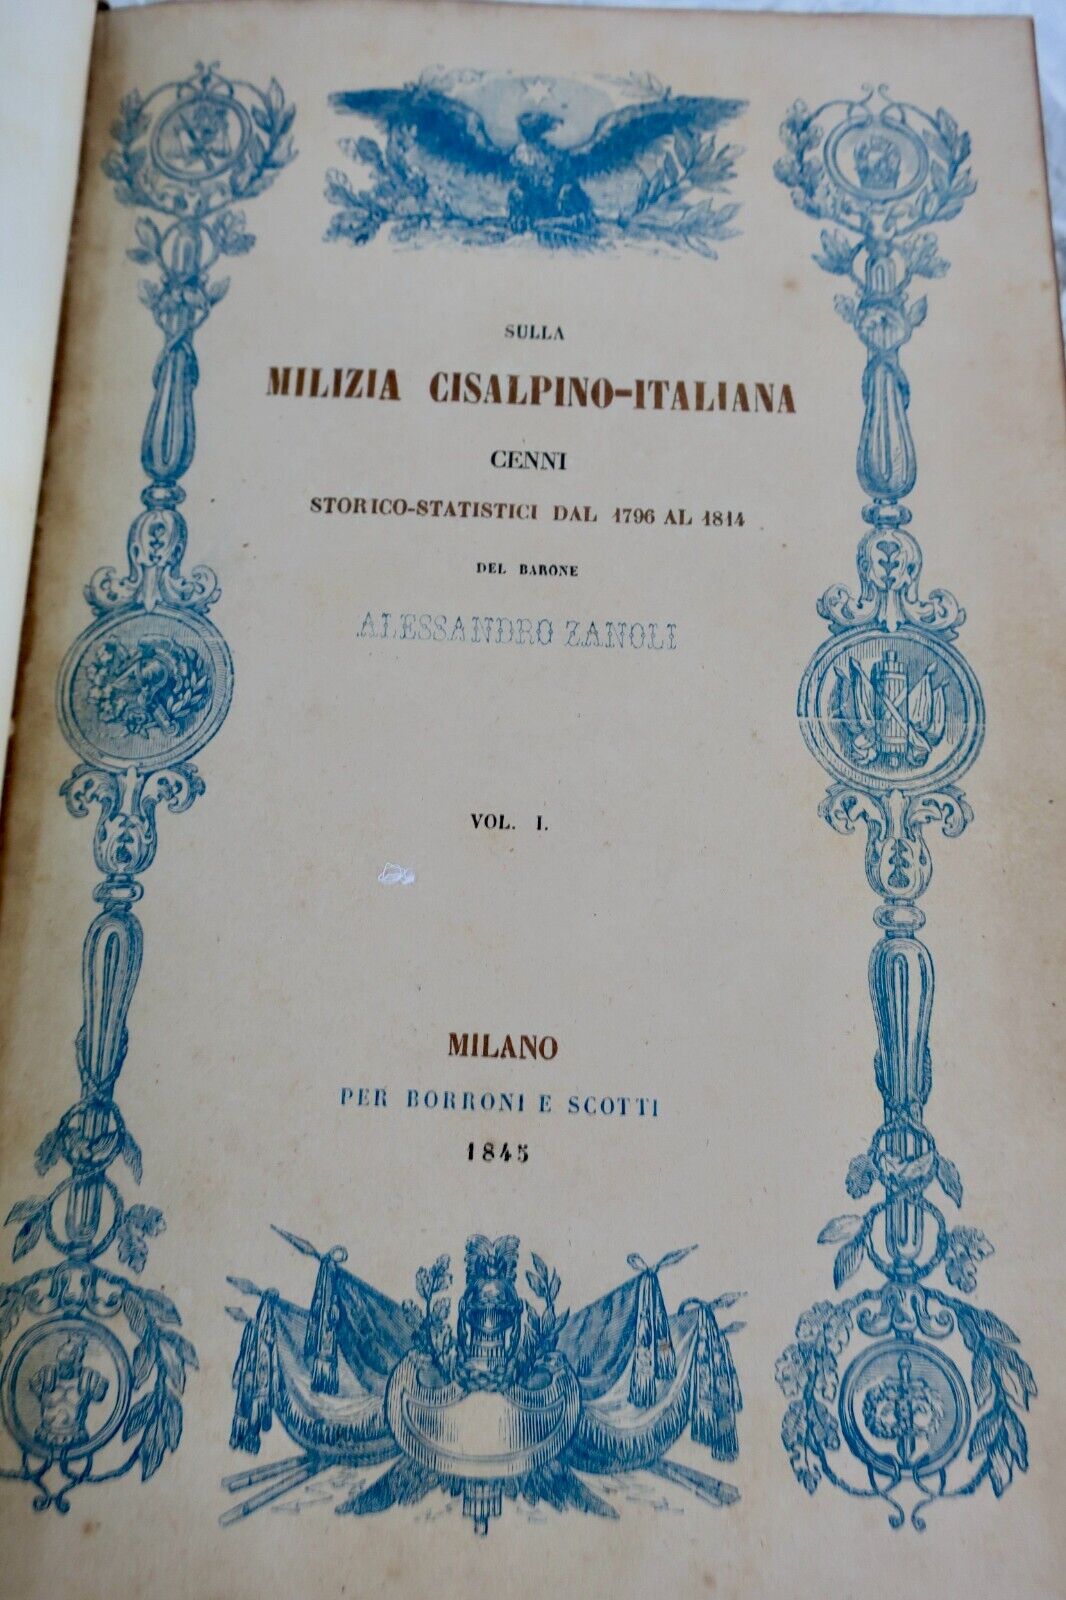 SULLA
MILIZIA CISALPINO-ITALIANA
CENNI
STORICO-STATISTICI DAL 1796 AL 1814
DEL BARONE
ALESSANDRO ZANOLI
VOL. I.
MILANO
PER BORRONI E SCOTTI
1845